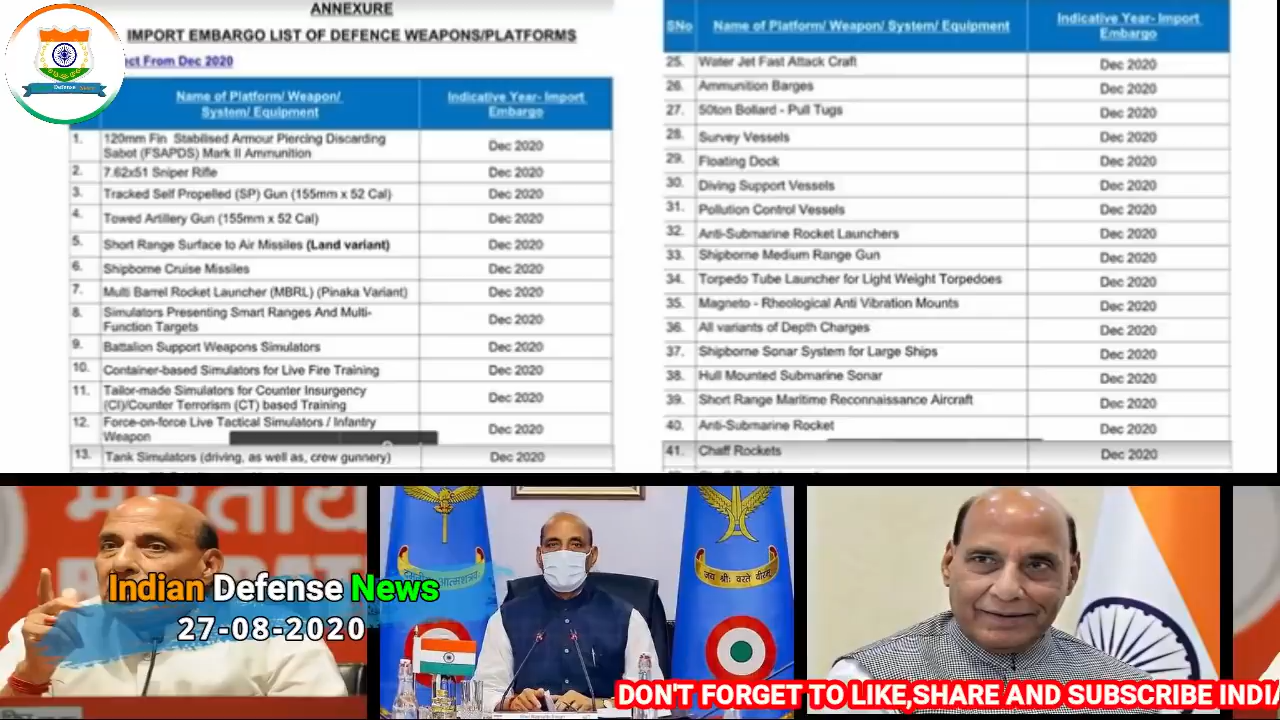 ANNEXURE
IMPORT EMBARGO LIST OF DEFENCE WEAPONS/PLATFORMS
ect From Dec 2020
Defense News
Name of Platform/ Weapon/ System/ Equipment
Indicative Year- Import Embargo
1. 120mm Fin Stabilised Armour Piercing Discarding Sabot (FSAPDS) Mark II Ammunition Dec 2020
2. 7.62x51 Sniper Rifle Dec 2020
3. Tracked Self Propelled (SP) Gun (155mm x 52 Cal) Dec 2020
4. Towed Artillery Gun (155mm x 52 Cal) Dec 2020
5. Short Range Surface to Air Missiles (Land variant) Dec 2020
6. Shipborne Cruise Missiles Dec 2020
7. Multi Barrel Rocket Launcher (MBRL) (Pinaka Variant) Dec 2020
8. Simulators Presenting Smart Ranges And Multi-Function Targets Dec 2020
9. Battalion Support Weapons Simulators Dec 2020
10. Container-based Simulators for Live Fire Training Dec 2020
11. Tailor-made Simulators for Counter Insurgency (CI)/Counter Terrorism (CT) based Training Dec 2020
12. Force-on-force Live Tactical Simulators / Infantry Weapon Dec 2020
13. Tank Simulators (driving, as well as, crew gunnery) Dec 2020
SNo Name of Platform/ Weapon/ System/ Equipment Indicative Year- Import Embargo
25. Water Jet Fast Attack Craft Dec 2020
26. Ammunition Barges Dec 2020
27. 50ton Bollard - Pull Tugs Dec 2020
28. Survey Vessels Dec 2020
29. Floating Dock Dec 2020
30. Diving Support Vessels Dec 2020
31. Pollution Control Vessels Dec 2020
32. Anti-Submarine Rocket Launchers Dec 2020
33. Shipborne Medium Range Gun Dec 2020
34. Torpedo Tube Launcher for Light Weight Torpedoes Dec 2020
35. Magneto - Rheological Anti Vibration Mounts Dec 2020
36. All variants of Depth Charges Dec 2020
37. Shipborne Sonar System for Large Ships Dec 2020
38. Hull Mounted Submarine Sonar Dec 2020
39. Short Range Maritime Reconnaissance Aircraft Dec 2020
40. Anti-Submarine Rocket Dec 2020
41. Chaff Rockets Dec 2020
भारतीय
Indian Defense News
27-08-2020
DON'T FORGET TO LIKE,SHARE AND SUBSCRIBE INDIA